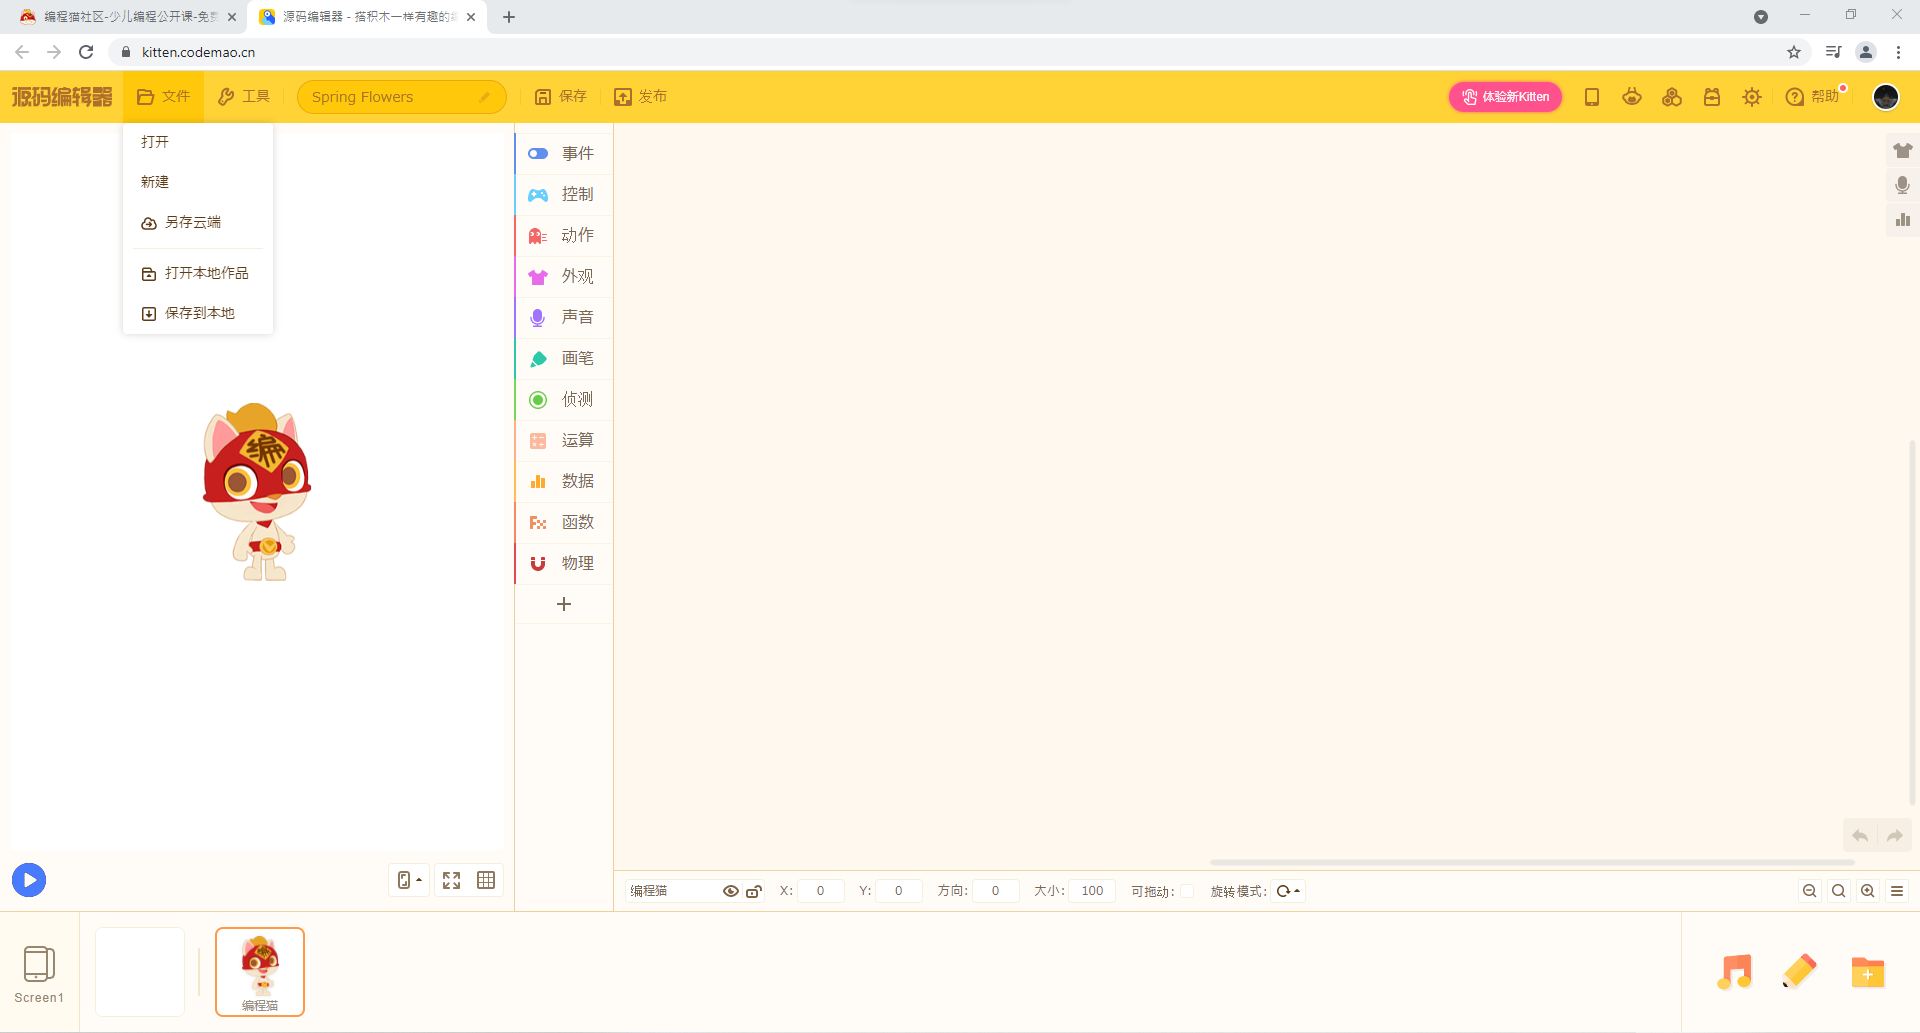 编程猫社区-少儿编程公开课-免费
源码编辑器 - 搭积木一样有趣的编
kitten.codemao.cn
源码编辑器
文件
工具
Spring Flowers
保存
发布
体验新Kitten
帮助
打开
新建
另存云端
打开本地作品
保存到本地
事件
控制
动作
外观
声音
画笔
侦测
运算
数据
函数
物理
编
编程猫 X: 0 Y: 0 方向: 0 大小: 100 可拖动: 旋转模式:
Screen1
编程猫